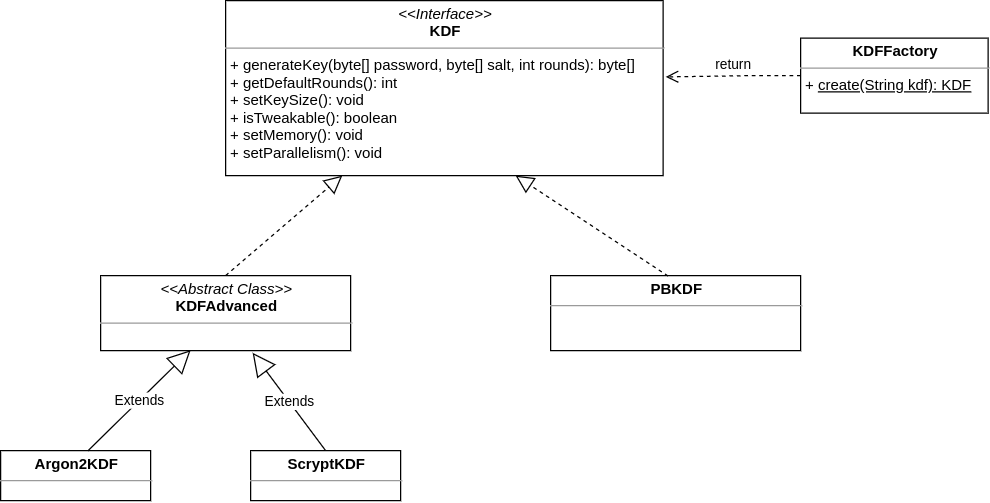 <<Interface>>
KDF
+ generateKey(byte[] password, byte[] salt, int rounds): byte[]
+ getDefaultRounds(): int
+ setKeySize(): void
+ isTweakable(): boolean
+ setMemory(): void
+ setParallelism(): void
return
KDFFactory
+ create(String kdf): KDF
<<Abstract Class>>
KDFAdvanced
PBKDF
Extends
Extends
Argon2KDF
ScryptKDF